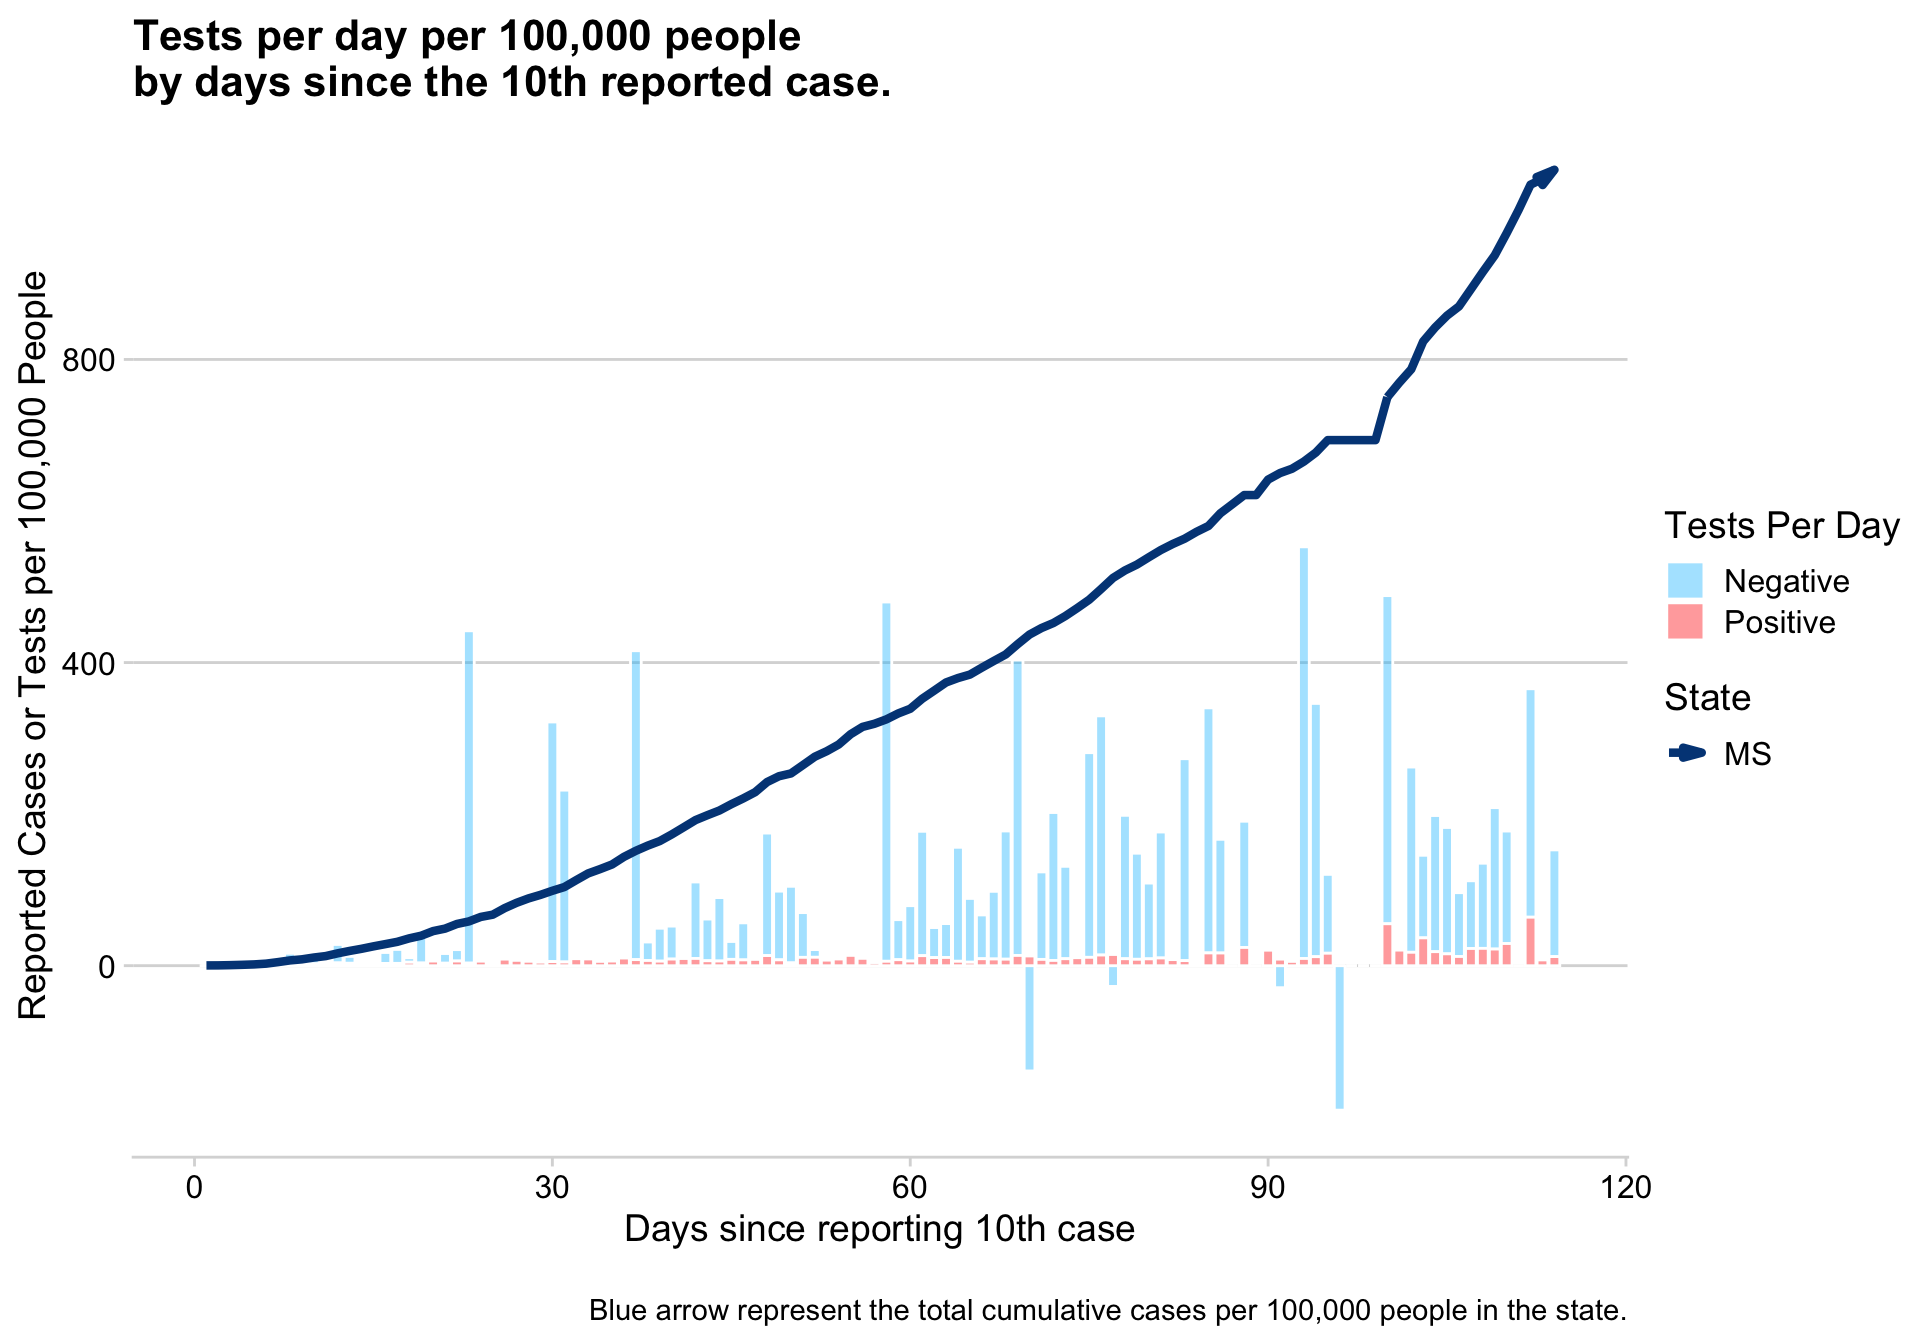 Tests per day per 100,000 people
by days since the 10th reported case.
Reported Cases or Tests per 100,000 People
800
400
0
0
30
60
90
120
Days since reporting 10th case
Tests Per Day
Negative
Positive
State
MS
Blue arrow represent the total cumulative cases per 100,000 people in the state.